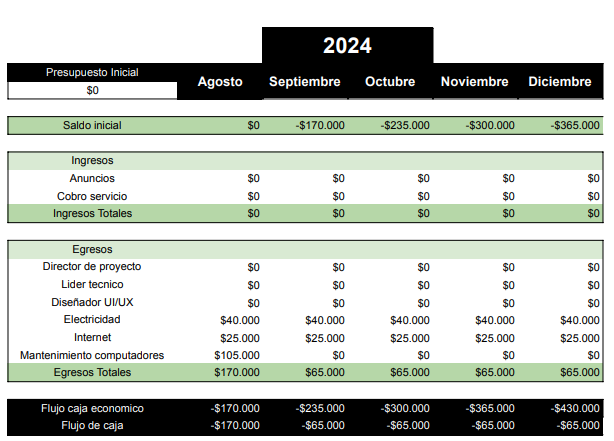 2024
Presupuesto Inicial Agosto Septiembre Octubre Noviembre Diciembre
$0
Saldo inicial $0 -$170.000 -$235.000 -$300.000 -$365.000
Ingresos
Anuncios $0 $0 $0 $0 $0
Cobro servicio $0 $0 $0 $0 $0
Ingresos Totales $0 $0 $0 $0 $0
Egresos
Director de proyecto $0 $0 $0 $0 $0
Lider tecnico $0 $0 $0 $0 $0
Diseñador UI/UX $0 $0 $0 $0 $0
Electricidad $40.000 $40.000 $40.000 $40.000 $40.000
Internet $25.000 $25.000 $25.000 $25.000 $25.000
Mantenimiento computadores $105.000 $0 $0 $0 $0
Egresos Totales $170.000 $65.000 $65.000 $65.000 $65.000
Flujo caja economico -$170.000 -$235.000 -$300.000 -$365.000 -$430.000
Flujo de caja -$170.000 -$65.000 -$65.000 -$65.000 -$65.000